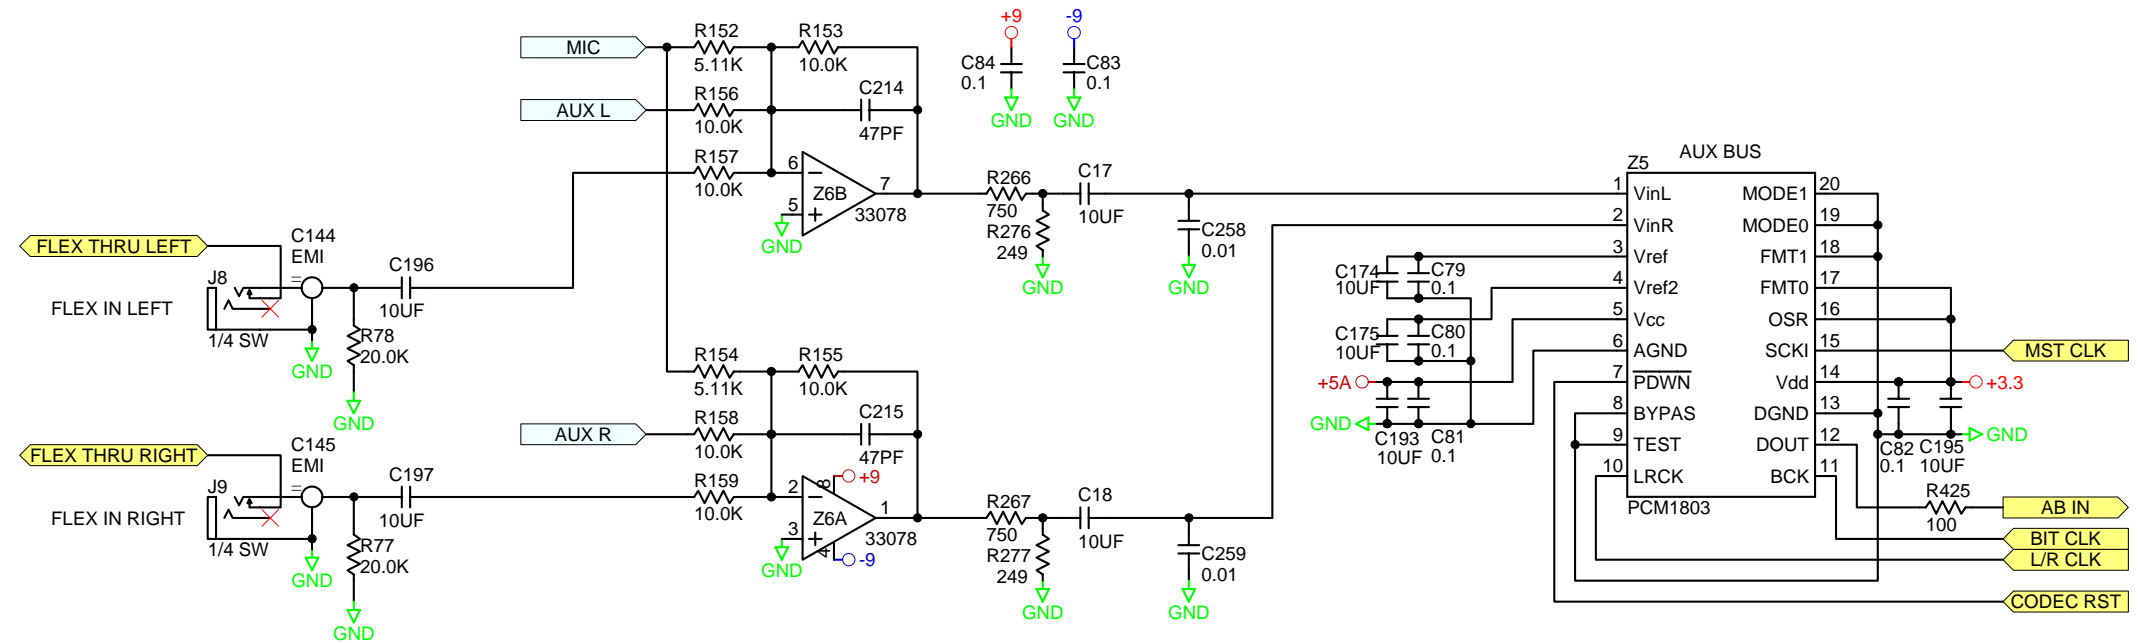 MIC
R152
5.11K
R153
10.0K
AUX L
R156
10.0K
C214
47PF
R157
10.0K
6
5
7
Z6B
33078
GND
+9
C84
0.1
GND
-9
C83
0.1
GND
FLEX THRU LEFT
C144
EMI
J8
=
FLEX IN LEFT
1/4 SW
GND
C196
10UF
R78
20.0K
GND
R266
750
R276
249
GND
C17
10UF
C258
0.01
GND
R154
5.11K
R155
10.0K
AUX R
R158
10.0K
C215
47PF
R159
10.0K
2
3
1
8
4
+9
-9
Z6A
33078
GND
FLEX THRU RIGHT
C145
EMI
J9
=
FLEX IN RIGHT
1/4 SW
GND
C197
10UF
R77
20.0K
GND
R267
750
R277
249
GND
C18
10UF
C259
0.01
GND
C174
10UF
C79
0.1
C175
10UF
C80
0.1
+5A
GND
C193
10UF
C81
0.1
AUX BUS
Z5
1 VinL MODE1 20
2 VinR MODE0 19
3 Vref FMT1 18
4 Vref2 FMT0 17
5 Vcc OSR 16
6 AGND SCKI 15
7 PDWN Vdd 14
8 BYPAS DGND 13
9 TEST DOUT 12
10 LRCK BCK 11
PCM1803
MST CLK
+3.3
GND
C82
0.1
C195
10UF
R425
100
AB IN
BIT CLK
L/R CLK
CODEC RST